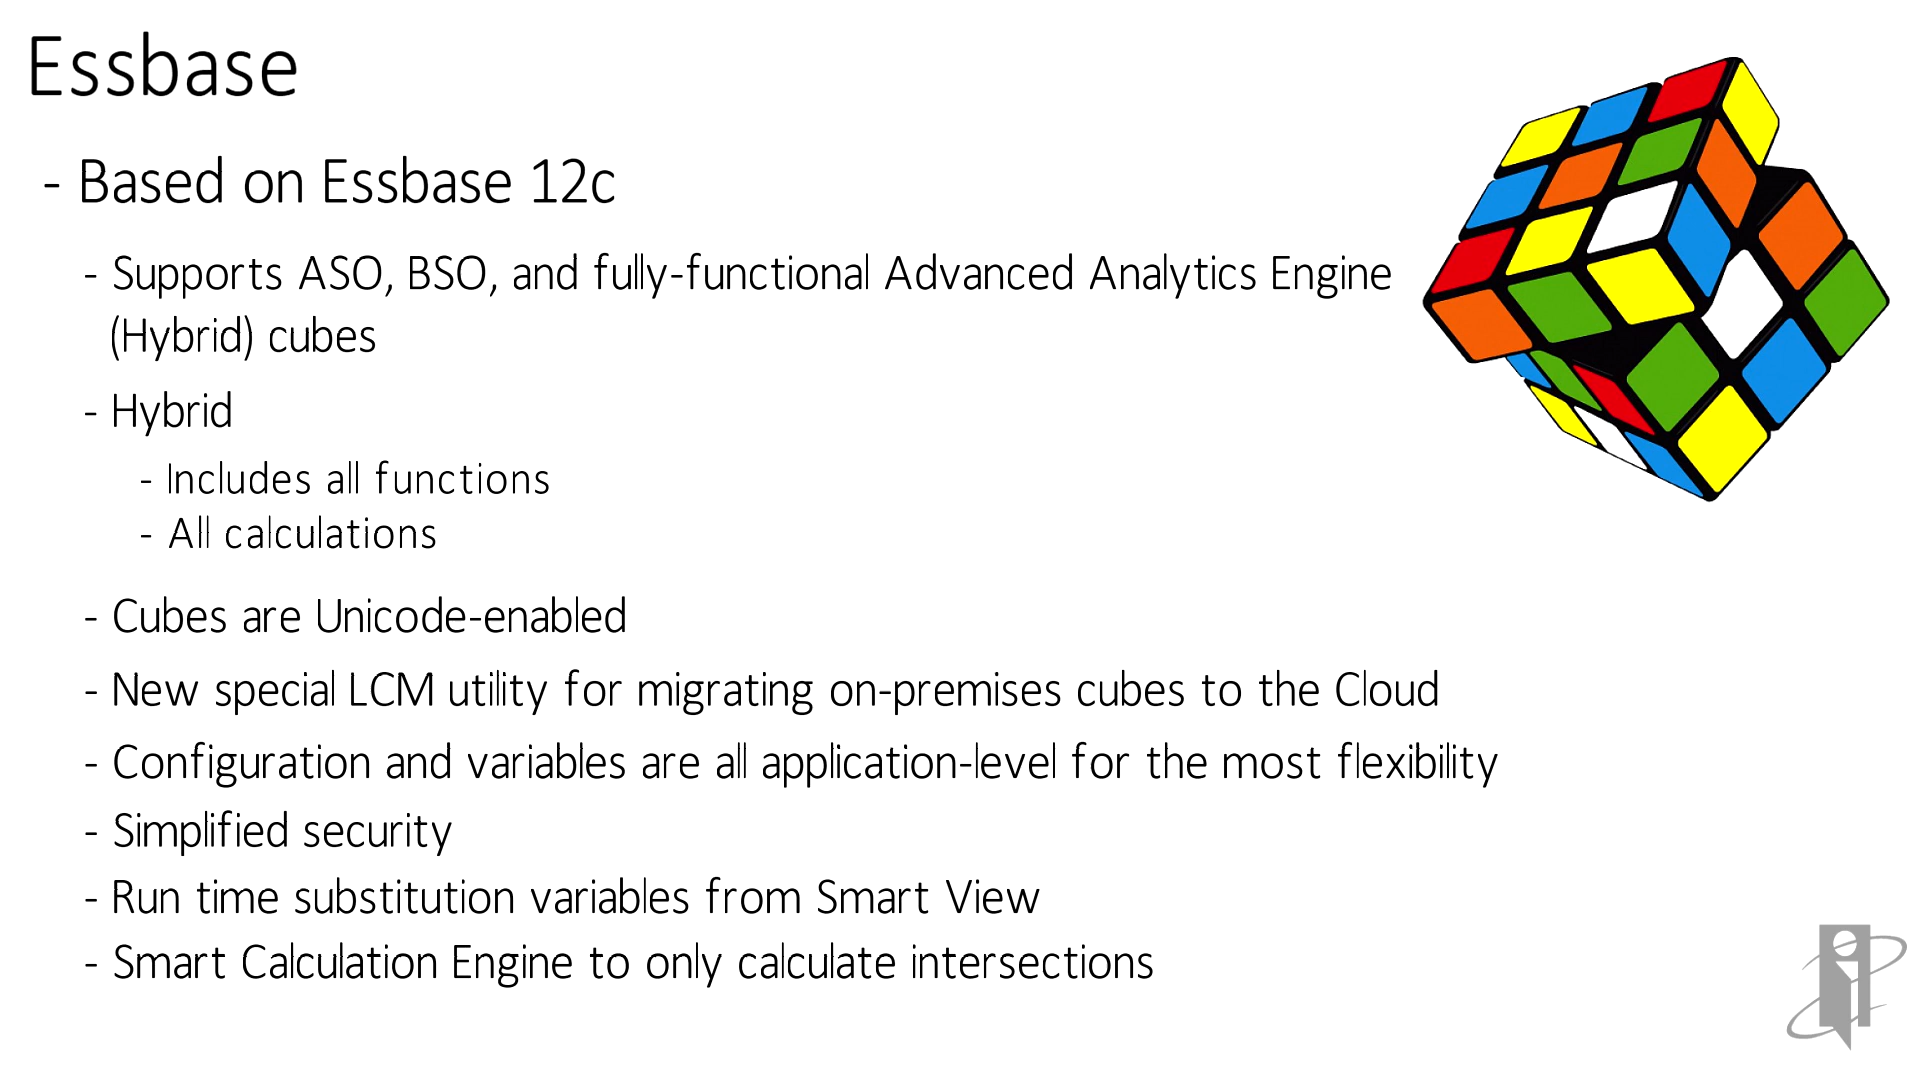 Essbase
- Based on Essbase 12c
- Supports ASO, BSO, and fully-functional Advanced Analytics Engine
(Hybrid) cubes
- Hybrid
- Includes all functions
- All calculations
- Cubes are Unicode-enabled
- New special LCM utility for migrating on-premises cubes to the Cloud
- Configuration and variables are all application-level for the most flexibility
- Simplified security
- Run time substitution variables from Smart View
- Smart Calculation Engine to only calculate intersections